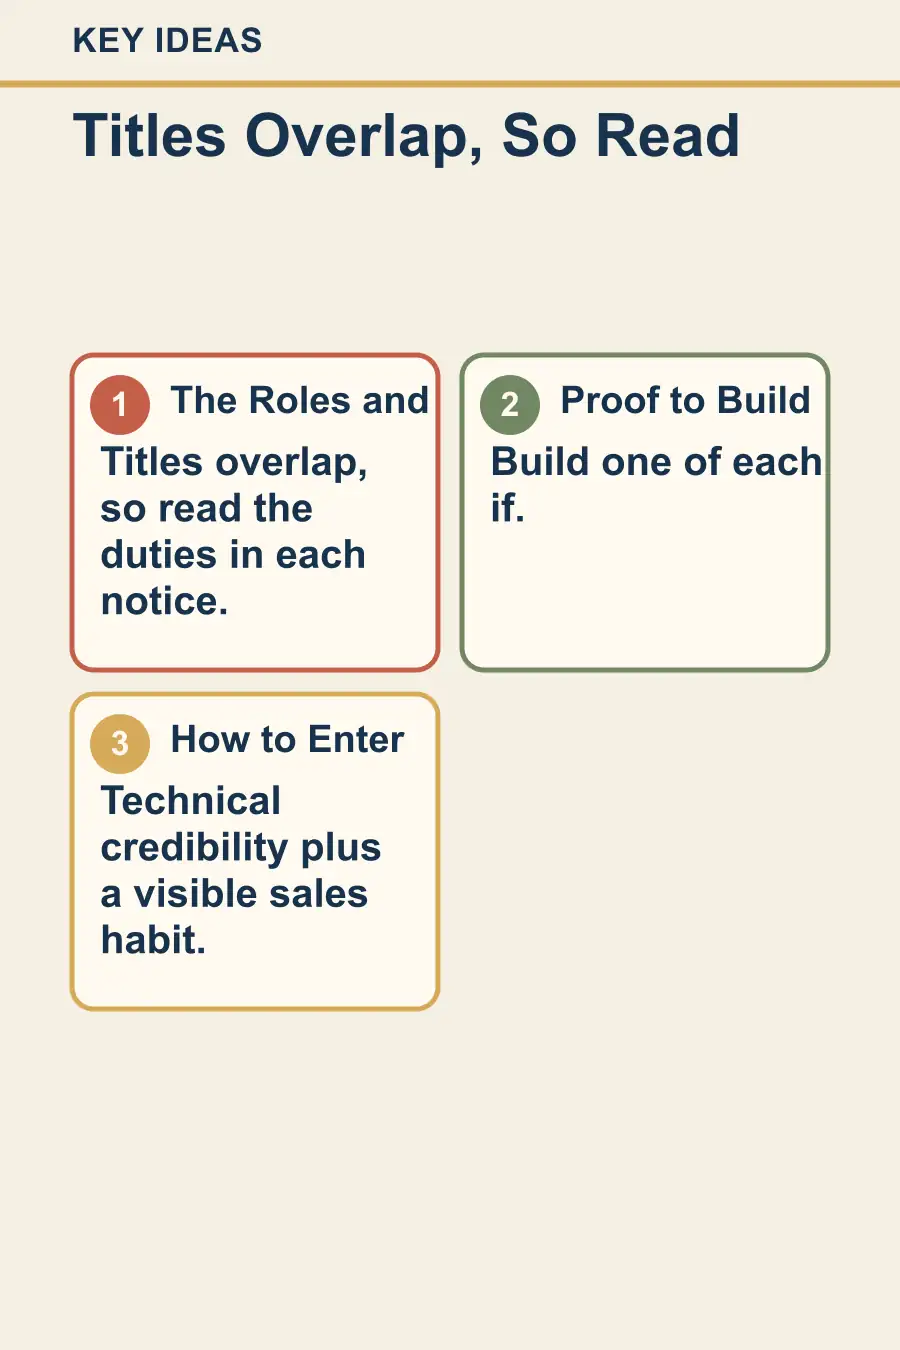 KEY IDEAS
Titles Overlap, So Read
1 The Roles and
Titles overlap,
so read the
duties in each
notice.
2 Proof to Build
Build one of each
if.
3 How to Enter
Technical
credibility plus
a visible sales
habit.